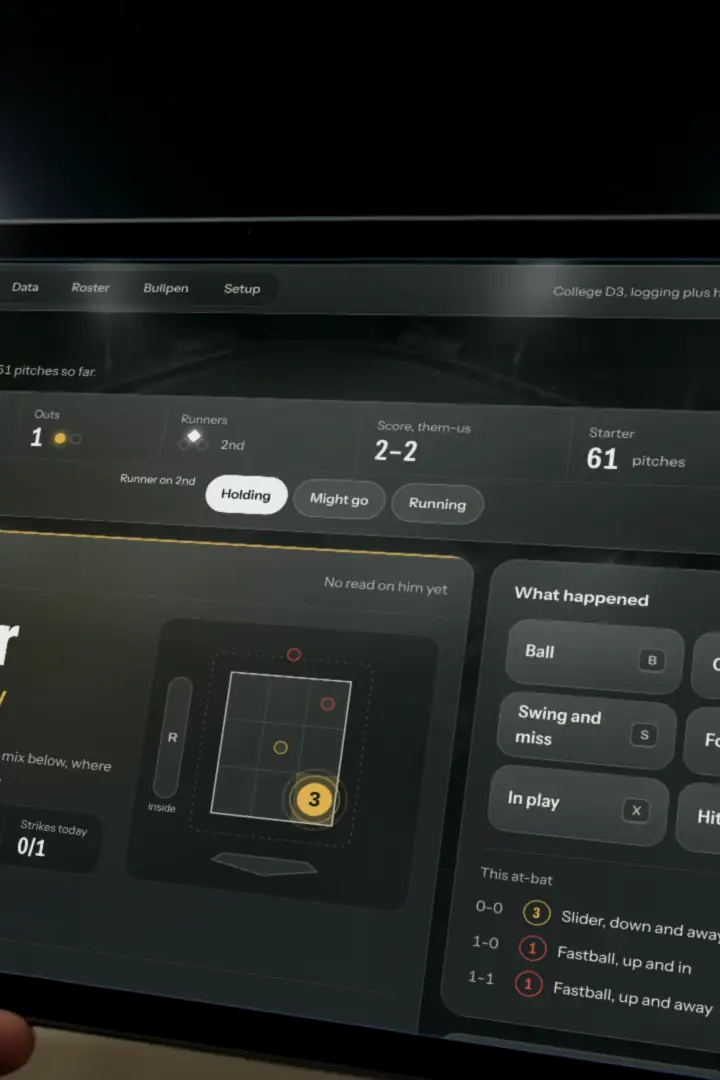 Data Roster Bullpen Setup
College D3, logging plus
51 pitches so far.
Outs
1
Runners
2nd
Score, them-us
2-2
Starter
61 pitches
Runner on 2nd
Holding
Might go
Running
No read on him yet
mix below, where
Strikes today
0/1
R
Inside
3
What happened
Ball B
Swing and
miss S
In play X
Hit
This at-bat
0-0 3 Slider, down and away
1-0 1 Fastball, up and in
1-1 1 Fastball, up and away